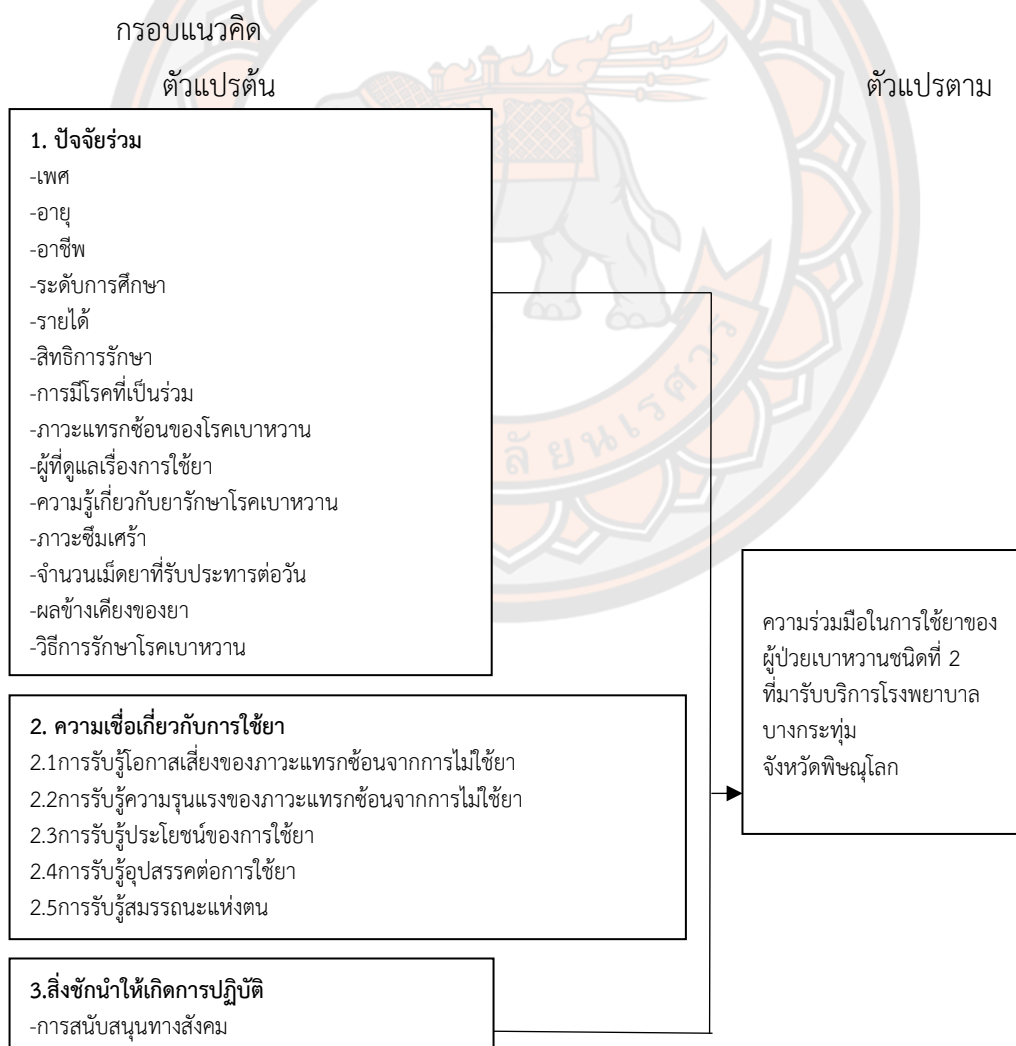 กรอบแนวคิด
ตัวแปรต้น
ตัวแปรตาม
1. ปัจจัยร่วม
-เพศ
-อายุ
-อาชีพ
-ระดับการศึกษา
-รายได้
-สิทธิการรักษา
-การมีโรคที่เป็นร่วม
-ภาวะแทรกซ้อนของโรคเบาหวาน
-ผู้ที่ดูแลเรื่องการใช้ยา
-ความรู้เกี่ยวกับยารักษาโรคเบาหวาน
-ภาวะซึมเศร้า
-จำนวนเม็ดยาที่รับประทารต่อวัน
-ผลข้างเคียงของยา
-วิธีการรักษาโรคเบาหวาน
2. ความเชื่อเกี่ยวกับการใช้ยา
2.1การรับรู้โอกาสเสี่ยงของภาวะแทรกซ้อนจากการไม่ใช้ยา
2.2การรับรู้ความรุนแรงของภาวะแทรกซ้อนจากการไม่ใช้ยา
2.3การรับรู้ประโยชน์ของการใช้ยา
2.4การรับรู้อุปสรรคต่อการใช้ยา
2.5การรับรู้สมรรถนะแห่งตน
3.สิ่งชักนำให้เกิดการปฏิบัติ
-การสนับสนุนทางสังคม
ความร่วมมือในการใช้ยาของ
ผู้ป่วยเบาหวานชนิดที่ 2
ที่มารับบริการโรงพยาบาล
บางกระทุ่ม
จังหวัดพิษณุโลก
ลัยนเรศวร